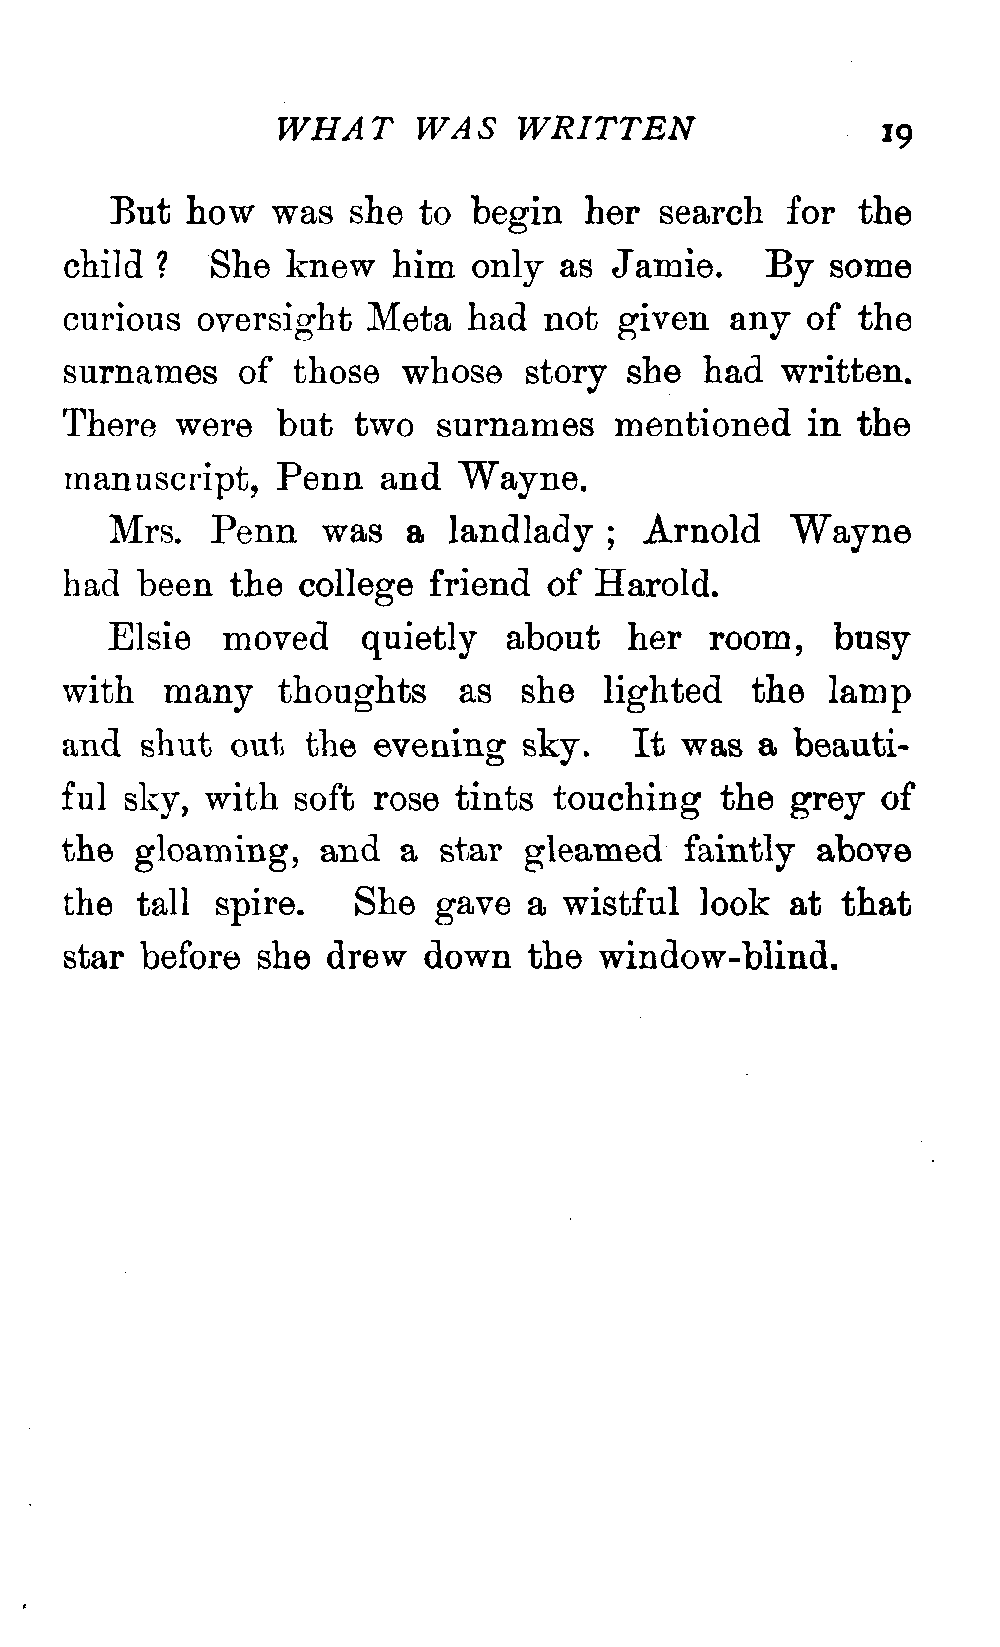 WHAT WAS WRITTEN 19
But how was she to begin her search for the
child ? She knew him only as Jamie. By some
curious oversight Meta had not given any of the
surnames of those whose story she had written.
There were but two surnames mentioned in the
manuscript, Penn and Wayne.
Mrs. Penn was a landlady ; Arnold Wayne
had been the college friend of Harold.
Elsie moved quietly about her room, busy
with many thoughts as she lighted the lamp
and shut out the evening sky. It was a beauti-
ful sky, with soft rose tints touching the grey of
the gloaming, and a star gleamed faintly above
the tall spire. She gave a wistful look at that
star before she drew down the window-blind.